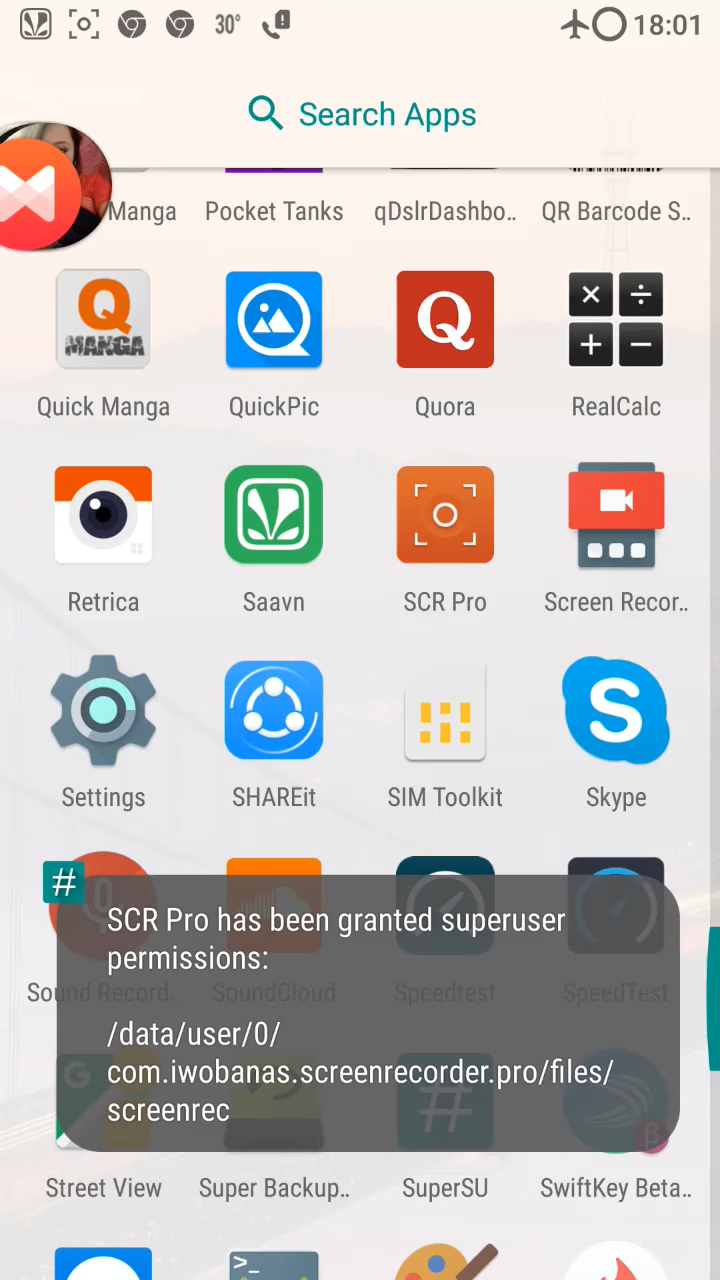 30°
18:01
Search Apps
Manga
Pocket Tanks
qDslrDashbo..
QR Barcode S..
Q
MANGA
Q
Quick Manga
QuickPic
Quora
RealCalc
Retrica
Saavn
SCR Pro
Screen Recor..
S
Settings
SHAREit
SIM Toolkit
Skype
#
SCR Pro has been granted superuser
permissions:
Sound Record..
SoundCloud
Speedtest
SpeedTest
/data/user/0/
com.iwobanas.screenrecorder.pro/files/
screenrec
G
#
β
Street View
Super Backup..
SuperSU
SwiftKey Beta..
>_